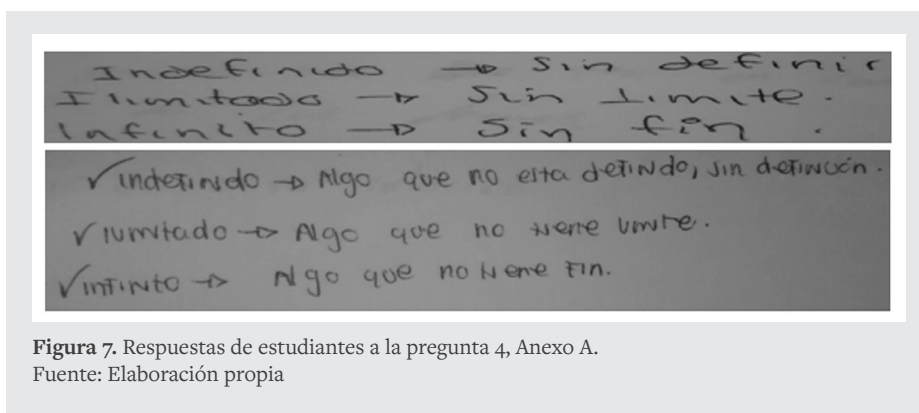 Indefinido → Sin definir
Ilimitado → Sin limite.
Infinito → Sin fin.
✓ indefinido → Algo que no esta definido, sin definición.
✓ ilimitado → Algo que no tiene limite.
✓ infinito → Algo que no tiene fin.
Figura 7. Respuestas de estudiantes a la pregunta 4, Anexo A.
Fuente: Elaboración propia